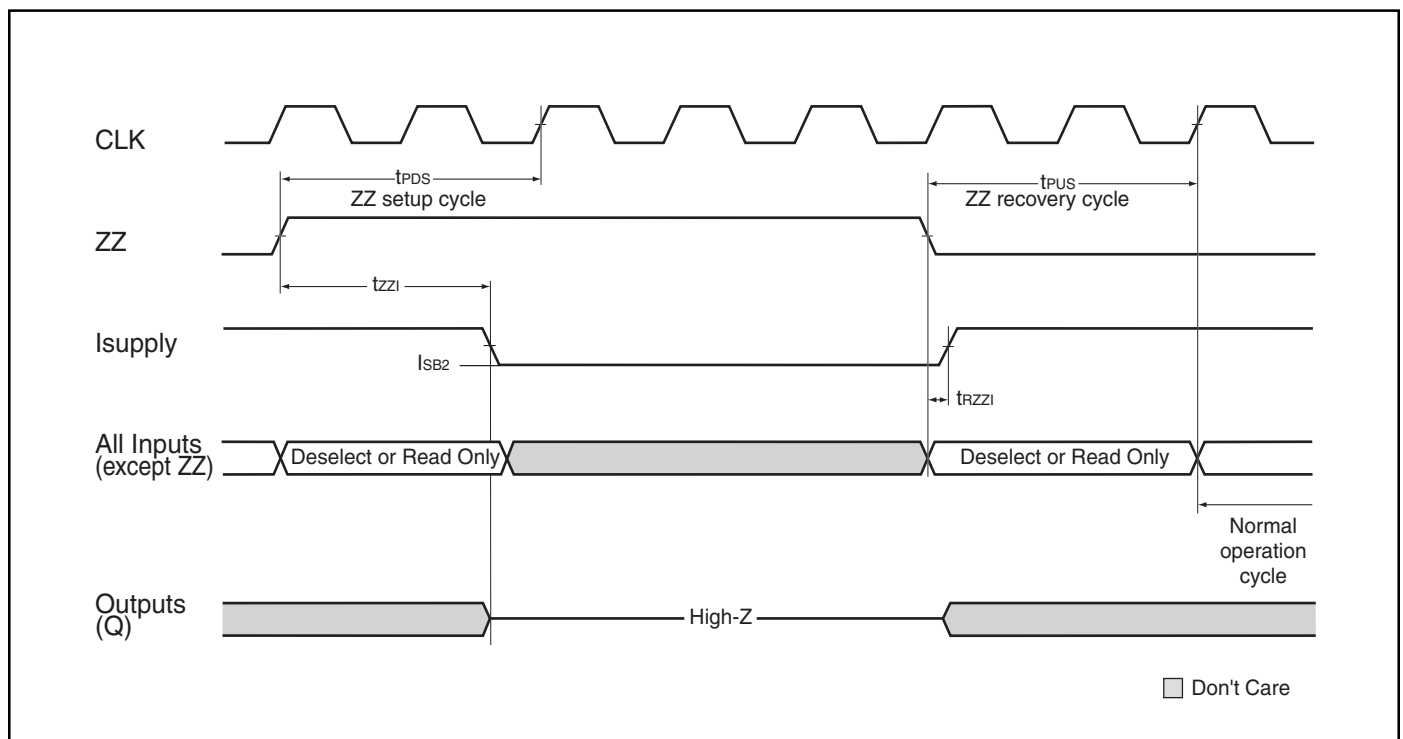 CLK
tPDS
ZZ setup cycle
tPUS
ZZ recovery cycle
ZZ
tZZI
Isupply
ISB2
tRZZI
All Inputs
(except ZZ)
Deselect or Read Only
Deselect or Read Only
Normal
operation
cycle
Outputs
(Q)
High-Z
Don't Care